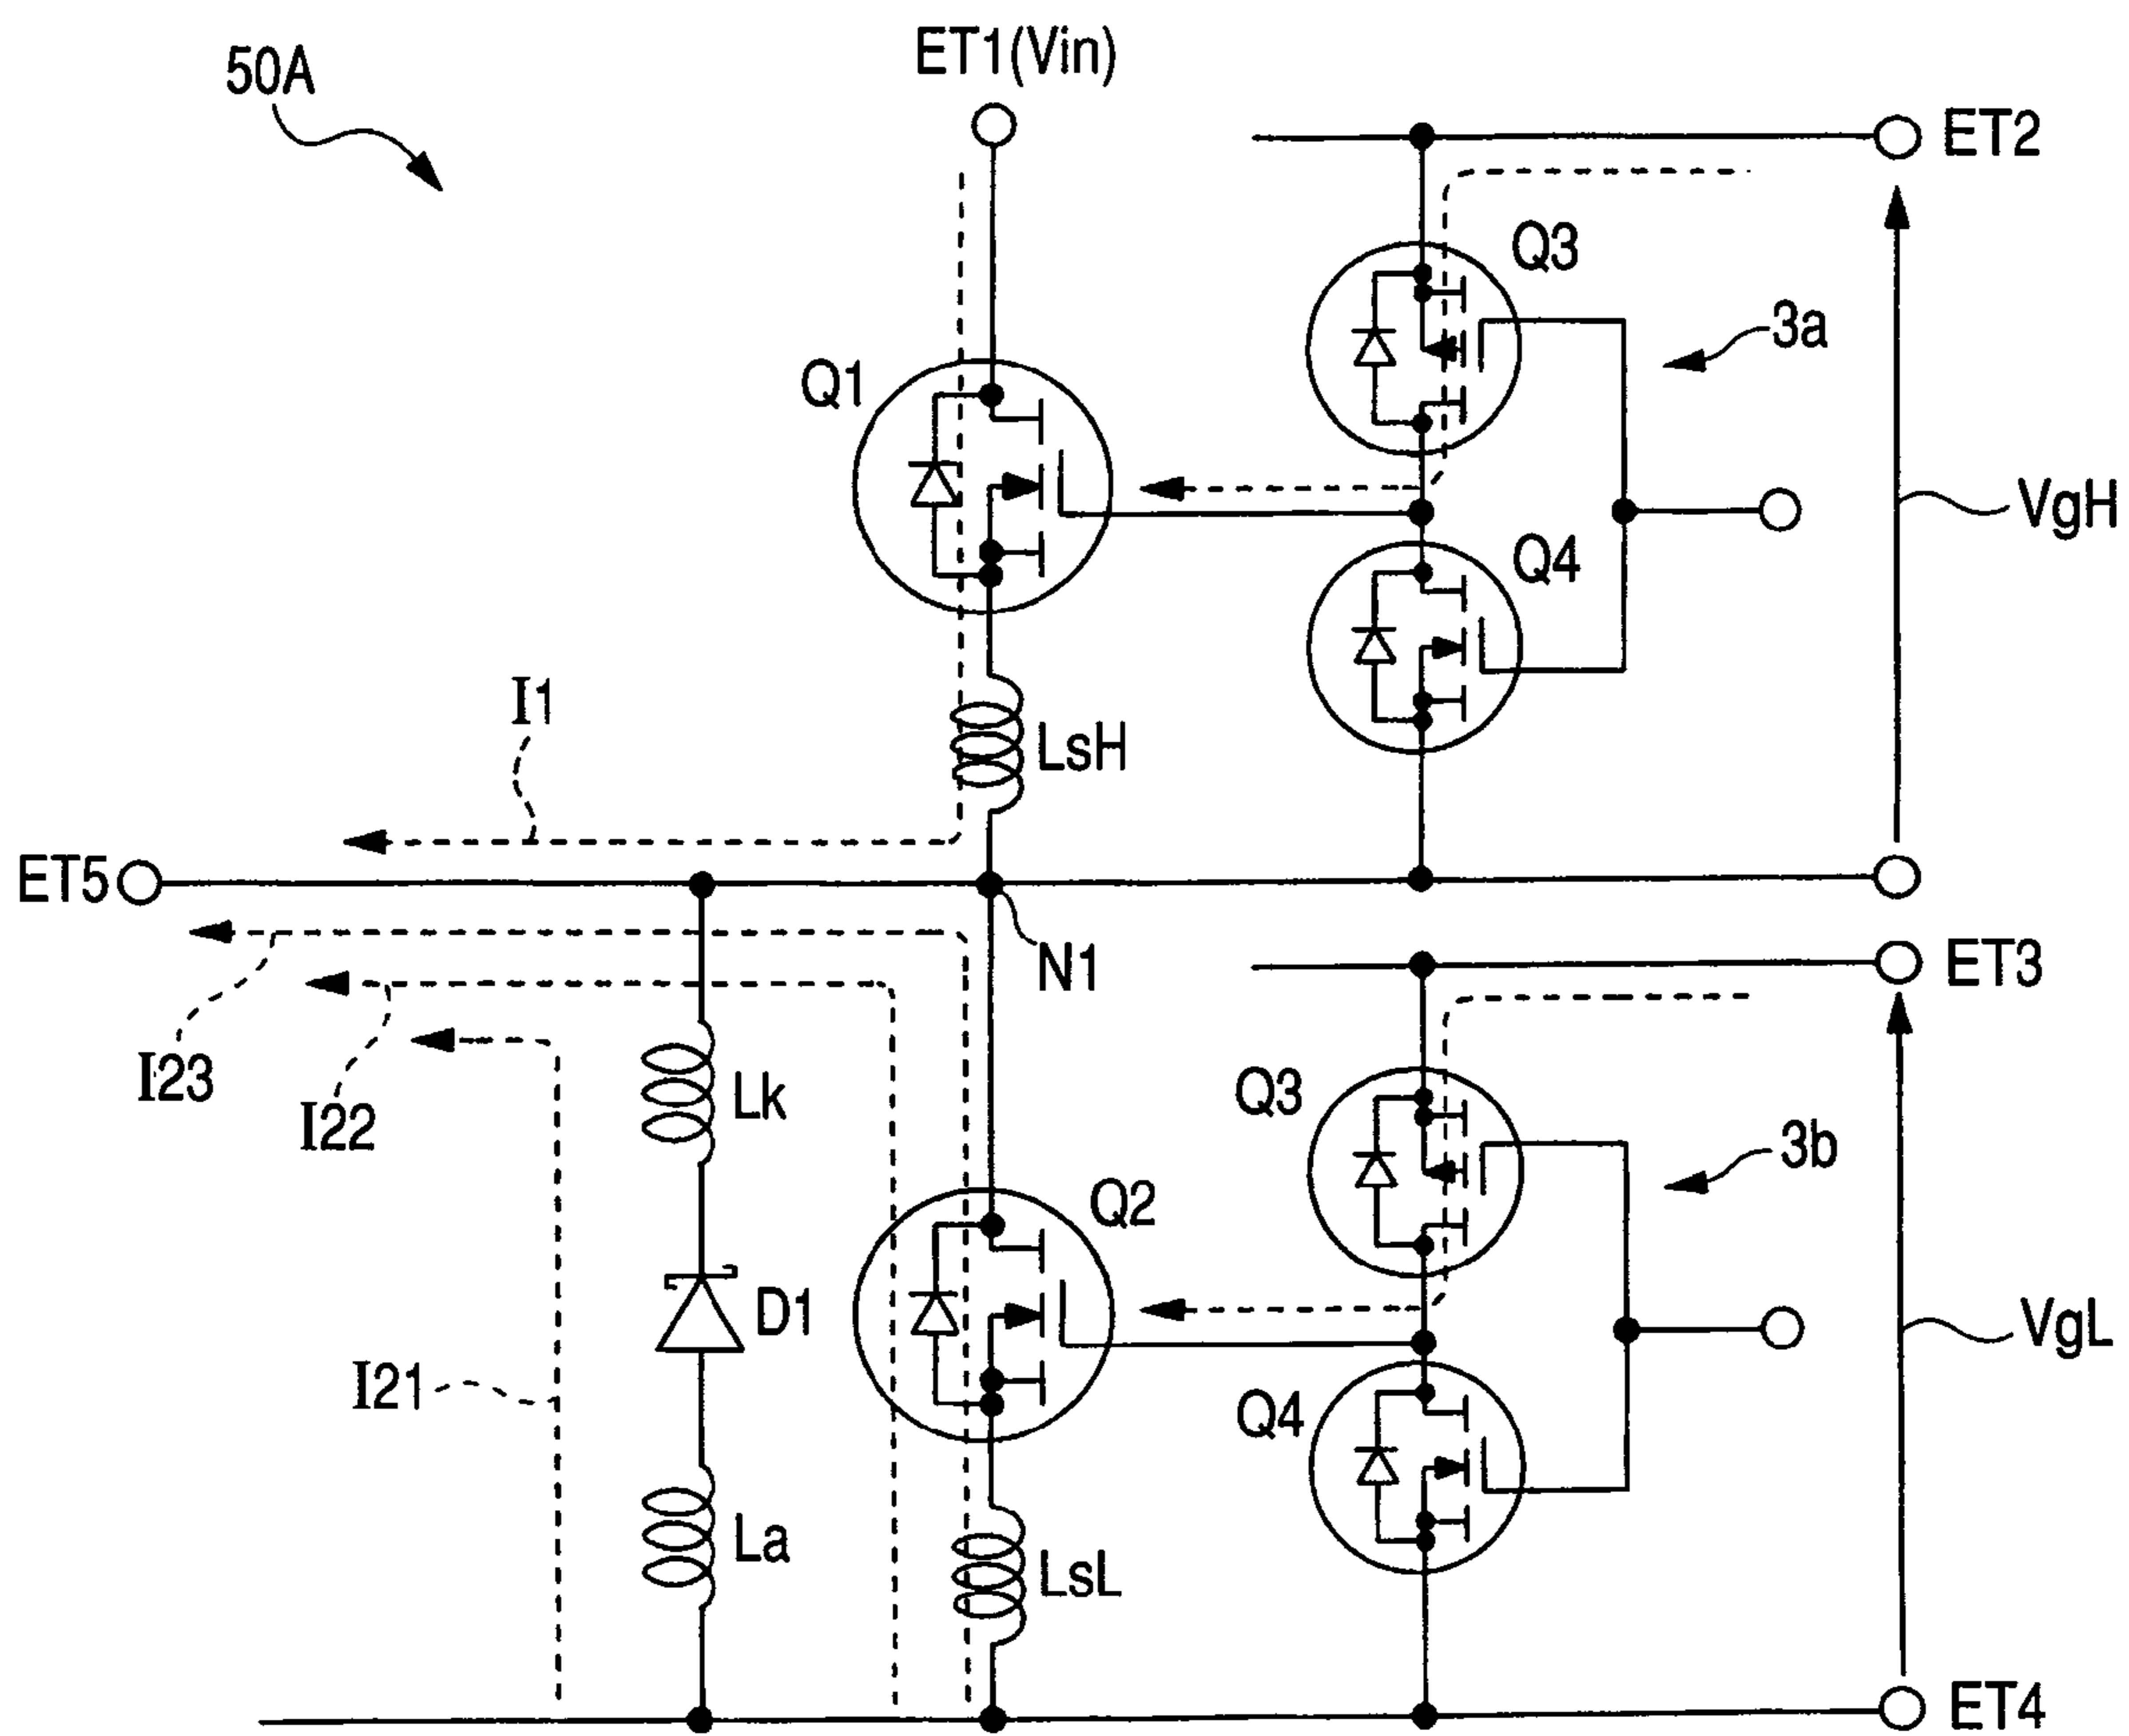 50A
ET1(Vin)
ET2
Q3
3a
Q1
VgH
Q4
I1
LsH
ET5
N1
ET3
I23
I22
Lk
Q3
3b
Q2
D1
VgL
I21
Q4
La
LsL
ET4